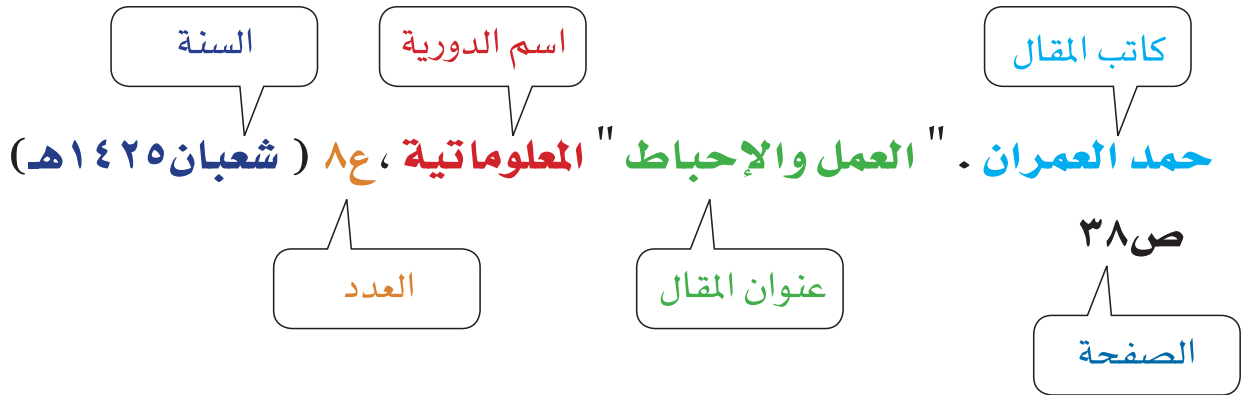 كاتب المقال
اسم الدورية
السنة
حمد العمران . " العمل والإحباط " المعلوماتية ، ع٨ ( شعبان١٤٢٥هـ)
ص٣٨
عنوان المقال
العدد
الصفحة